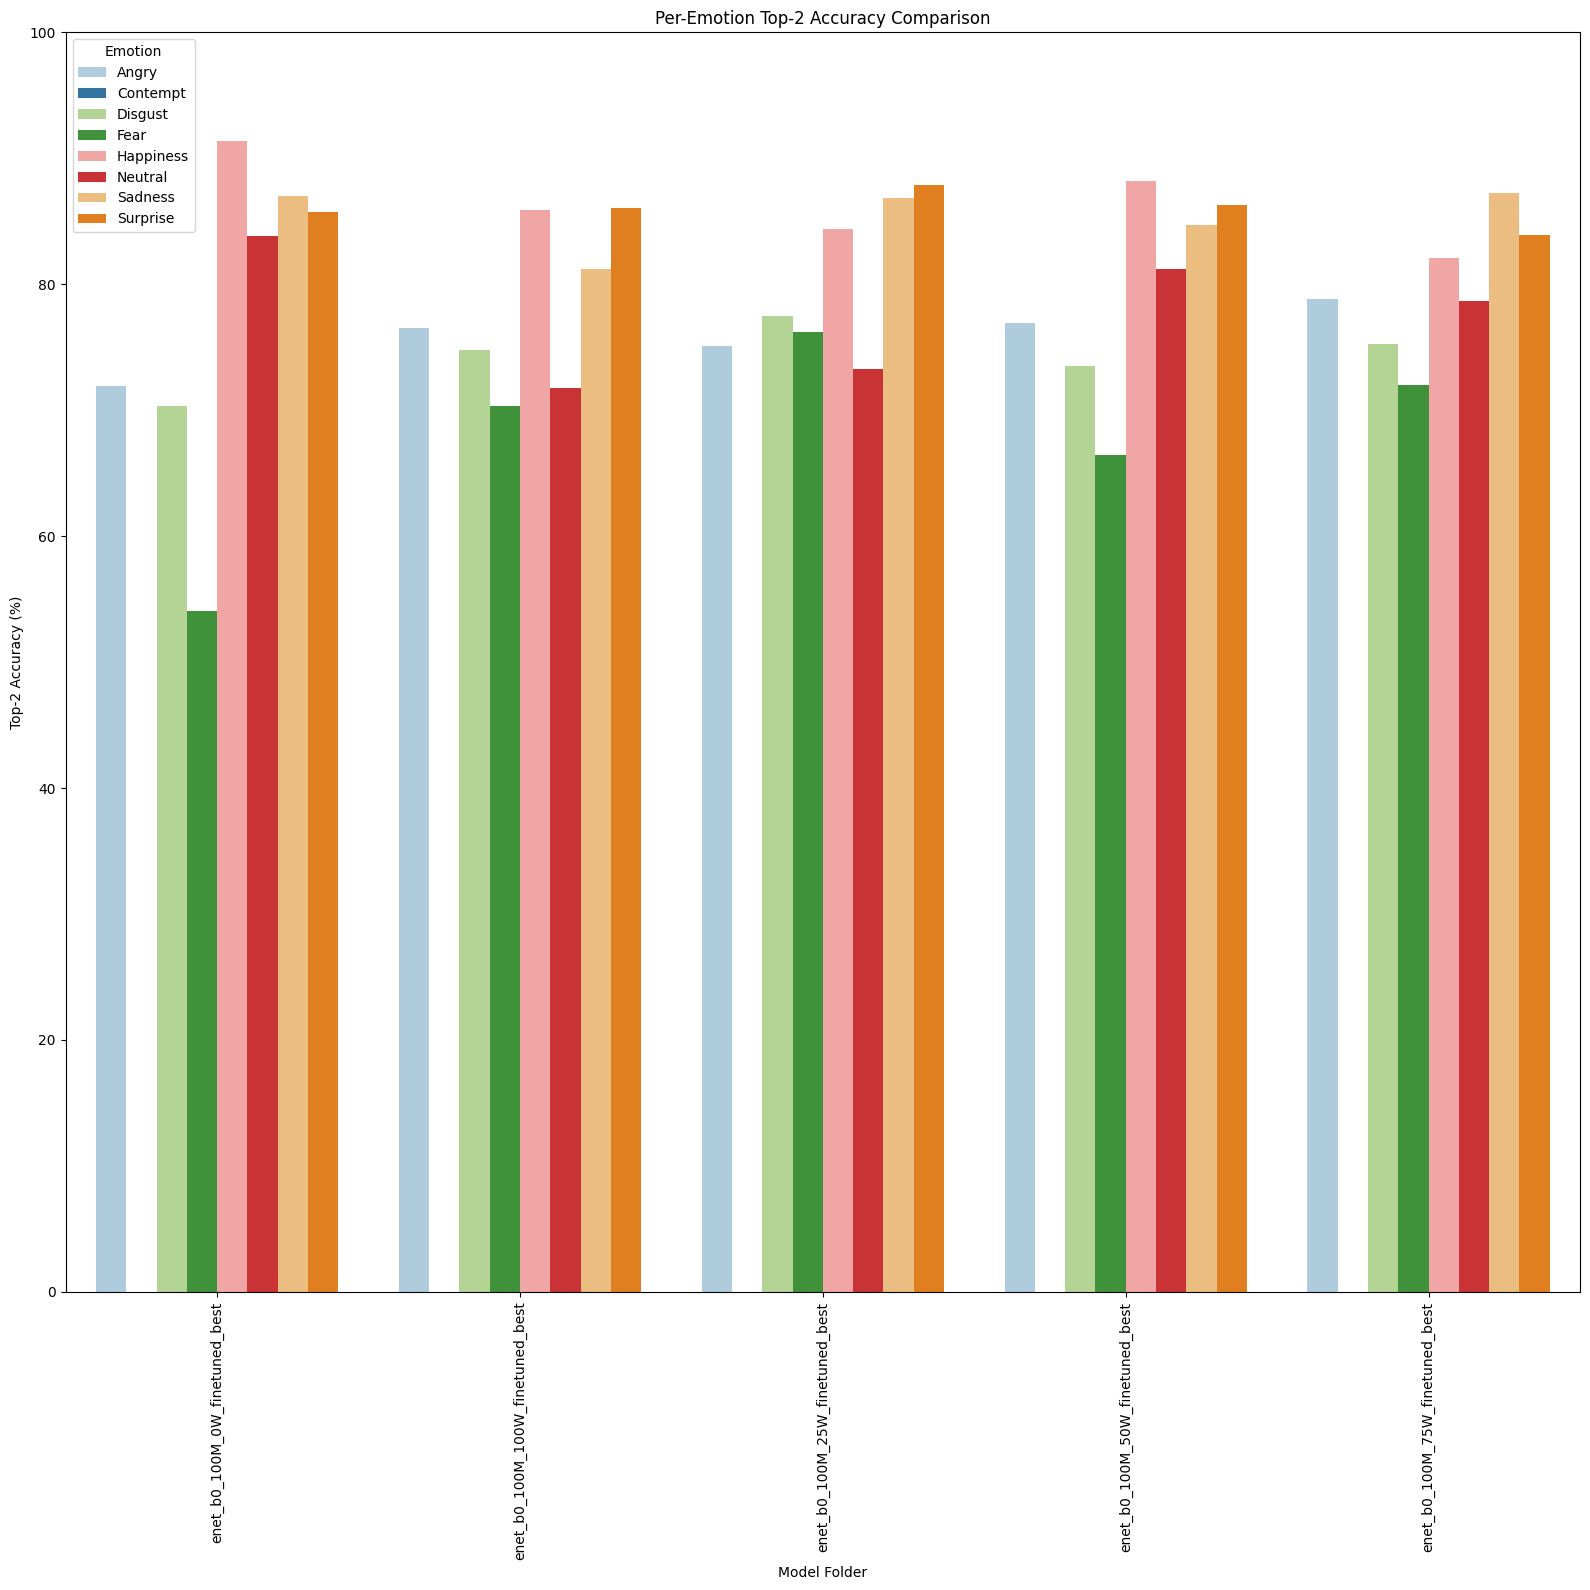 Per-Emotion Top-2 Accuracy Comparison
Emotion
Angry
Contempt
Disgust
Fear
Happiness
Neutral
Sadness
Surprise
Top-2 Accuracy (%)
100
80
60
40
20
0
enet_b0_100M_0W_finetuned_best
enet_b0_100M_100W_finetuned_best
enet_b0_100M_25W_finetuned_best
enet_b0_100M_50W_finetuned_best
enet_b0_100M_75W_finetuned_best
Model Folder